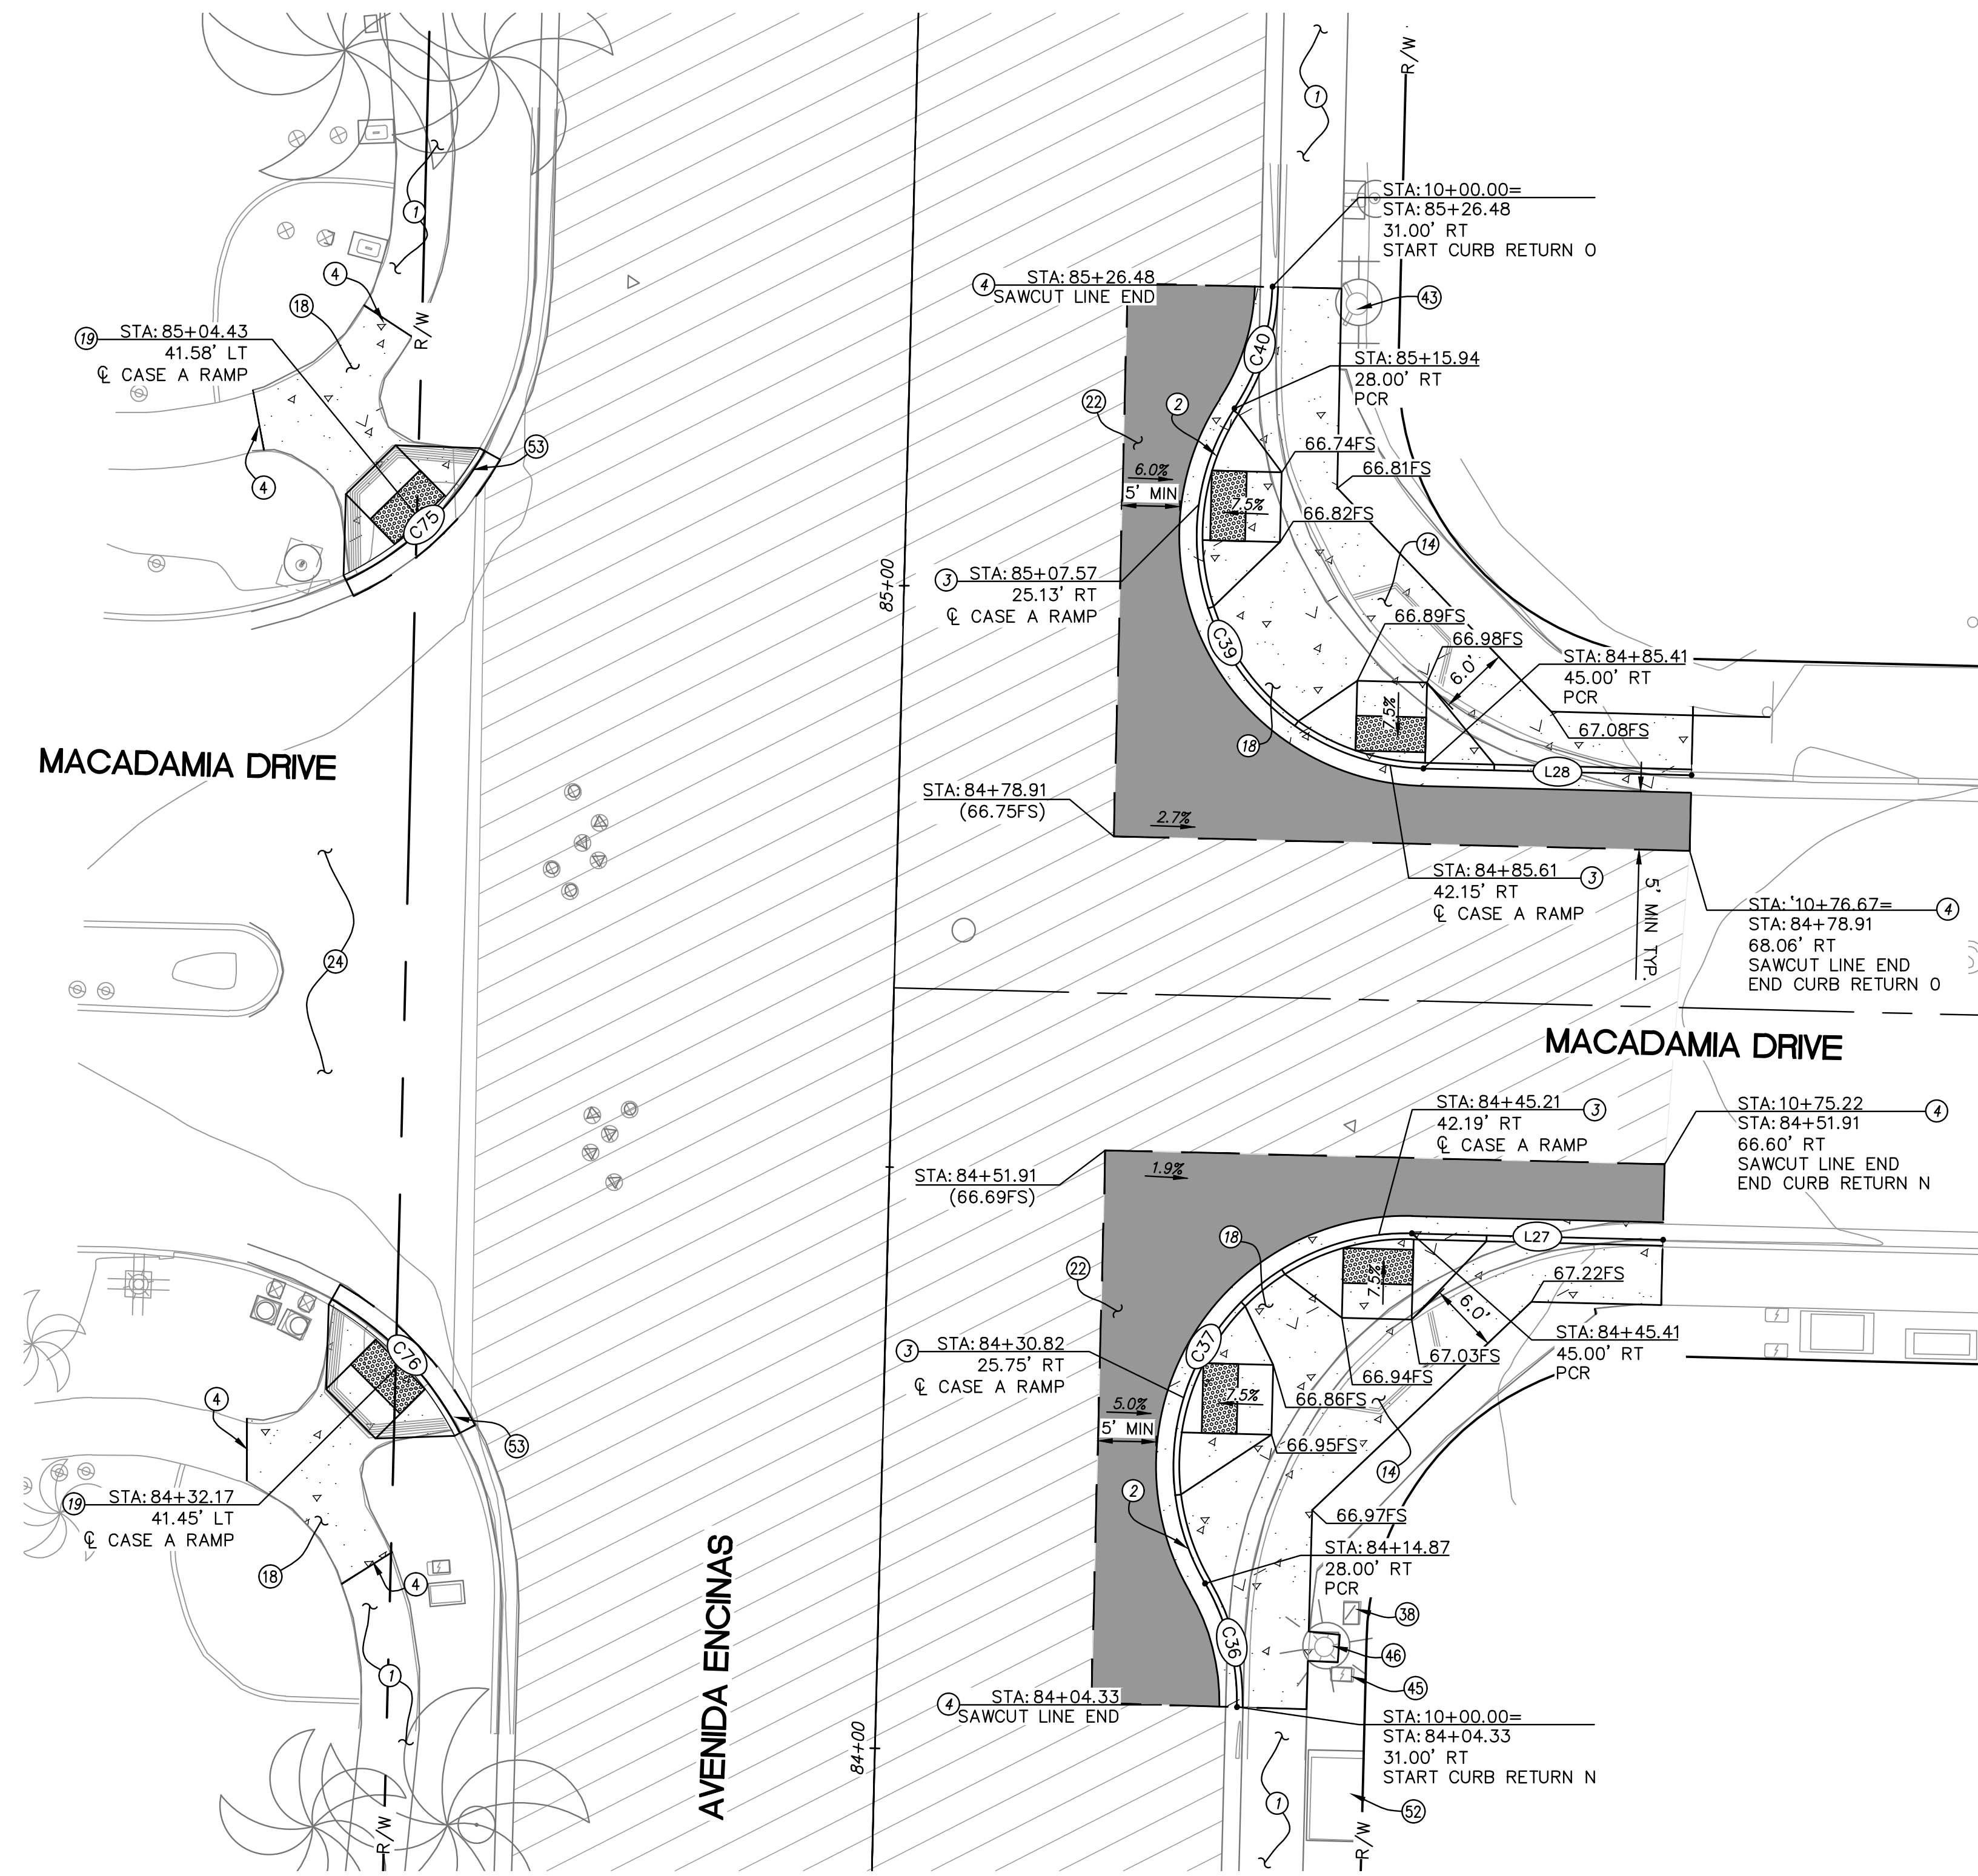 R/W
1
1
STA: 10+00.00=
STA: 85+26.48
31.00' RT
START CURB RETURN O
4
STA: 85+26.48
SAWCUT LINE END
43
4
18
19
STA: 85+04.43
41.58' LT
℄ CASE A RAMP
R/W
C40
STA: 85+15.94
28.00' RT
PCR
22
2
66.74FS
66.81FS
6.0%
5' MIN
7.5%
66.82FS
53
4
C75
14
3
STA: 85+07.57
25.13' RT
℄ CASE A RAMP
85+00
66.89FS
66.98FS
C39
6.0'
STA: 84+85.41
45.00' RT
PCR
7.5%
67.08FS
18
L28
MACADAMIA DRIVE
STA: 84+78.91
(66.75FS)
2.7%
STA: 84+85.61
3
42.15' RT
℄ CASE A RAMP
5' MIN TYP.
STA: '10+76.67=
4
STA: 84+78.91
68.06' RT
SAWCUT LINE END
END CURB RETURN O
24
MACADAMIA DRIVE
STA: 84+45.21
3
42.19' RT
℄ CASE A RAMP
STA: 10+75.22
4
STA: 84+51.91
66.60' RT
SAWCUT LINE END
END CURB RETURN N
STA: 84+51.91
(66.69FS)
1.9%
18
L27
22
67.22FS
7.5%
6.0'
STA: 84+45.41
45.00' RT
PCR
C37
3
STA: 84+30.82
25.75' RT
℄ CASE A RAMP
67.03FS
66.94FS
66.86FS
7.5%
5.0%
5' MIN
66.95FS
14
C76
4
53
19
STA: 84+32.17
41.45' LT
℄ CASE A RAMP
2
66.97FS
STA: 84+14.87
28.00' RT
PCR
18
4
38
C36
46
45
1
AVENIDA ENCINAS
4
STA: 84+04.33
SAWCUT LINE END
84+00
STA: 10+00.00=
STA: 84+04.33
31.00' RT
START CURB RETURN N
1
52
R/W
R/W